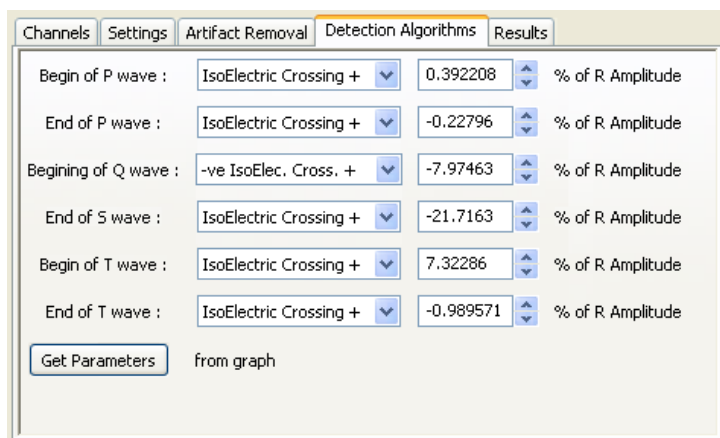 Channels Settings Artifact Removal Detection Algorithms Results
Begin of P wave : IsoElectric Crossing + 0.392208 % of R Amplitude
End of P wave : IsoElectric Crossing + -0.22796 % of R Amplitude
Begining of Q wave : -ve IsoElec. Cross. + -7.97463 % of R Amplitude
End of S wave : IsoElectric Crossing + -21.7163 % of R Amplitude
Begin of T wave : IsoElectric Crossing + 7.32286 % of R Amplitude
End of T wave : IsoElectric Crossing + -0.989571 % of R Amplitude
Get Parameters from graph